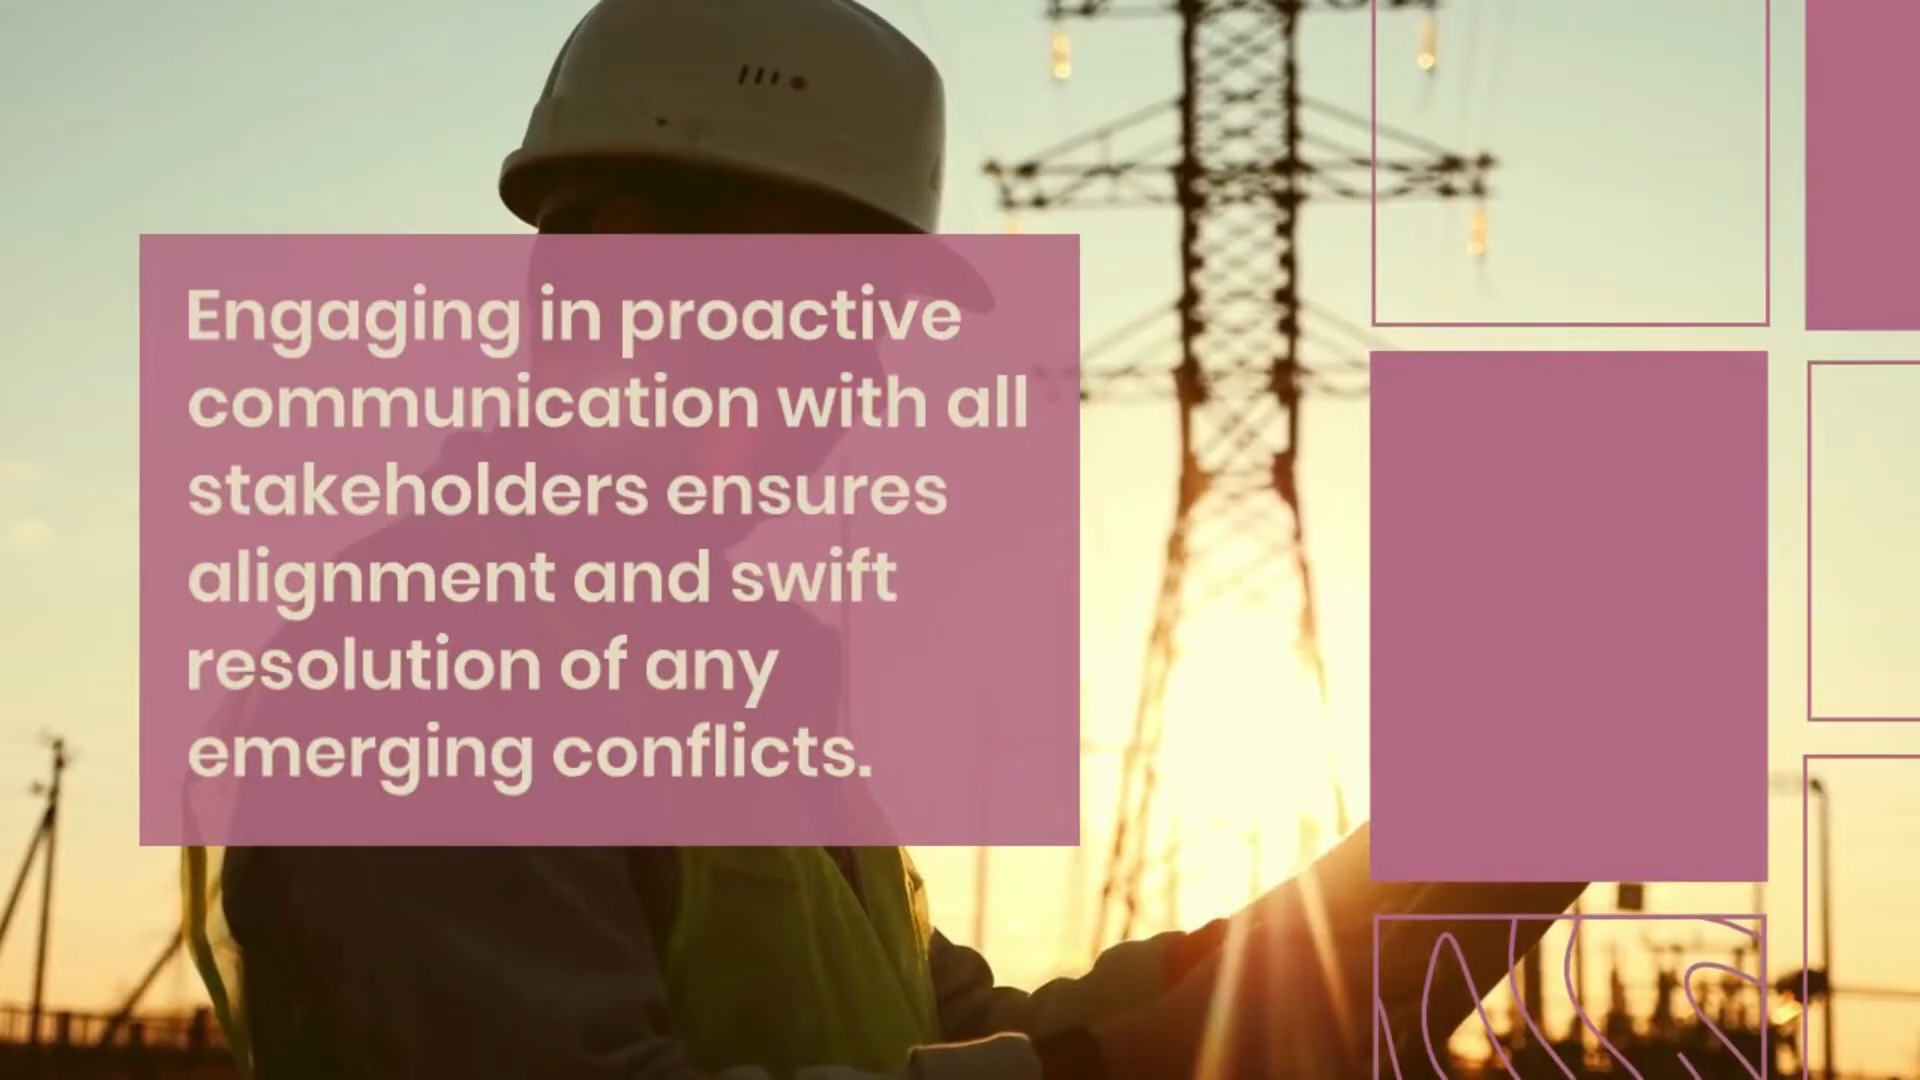 Engaging in proactive
communication with all
stakeholders ensures
alignment and swift
resolution of any
emerging conflicts.